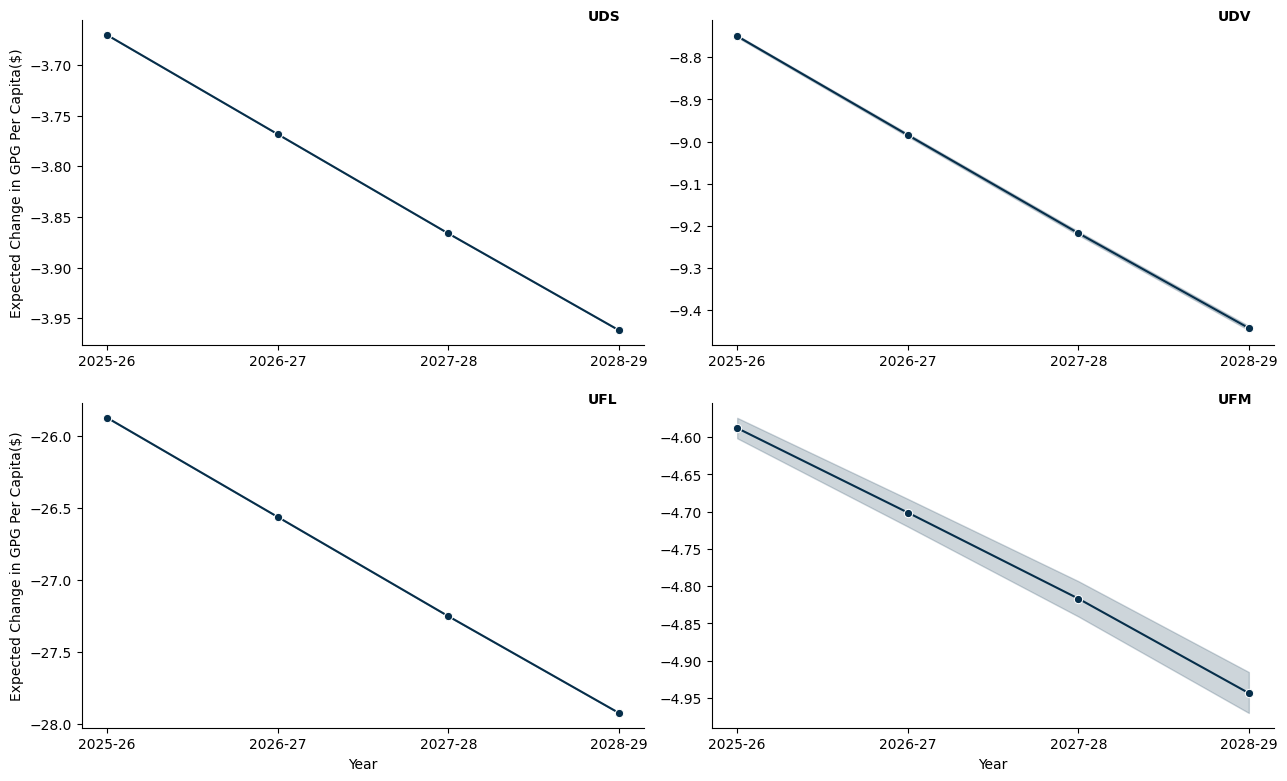 UDS
Expected Change in GPG Per Capita($)
−3.70
−3.75
−3.80
−3.85
−3.90
−3.95
2025-26 2026-27 2027-28 2028-29
UDV
−8.8
−8.9
−9.0
−9.1
−9.2
−9.3
−9.4
2025-26 2026-27 2027-28 2028-29
UFL
Expected Change in GPG Per Capita($)
−26.0
−26.5
−27.0
−27.5
−28.0
2025-26 2026-27 2027-28 2028-29
Year
UFM
−4.60
−4.65
−4.70
−4.75
−4.80
−4.85
−4.90
−4.95
2025-26 2026-27 2027-28 2028-29
Year